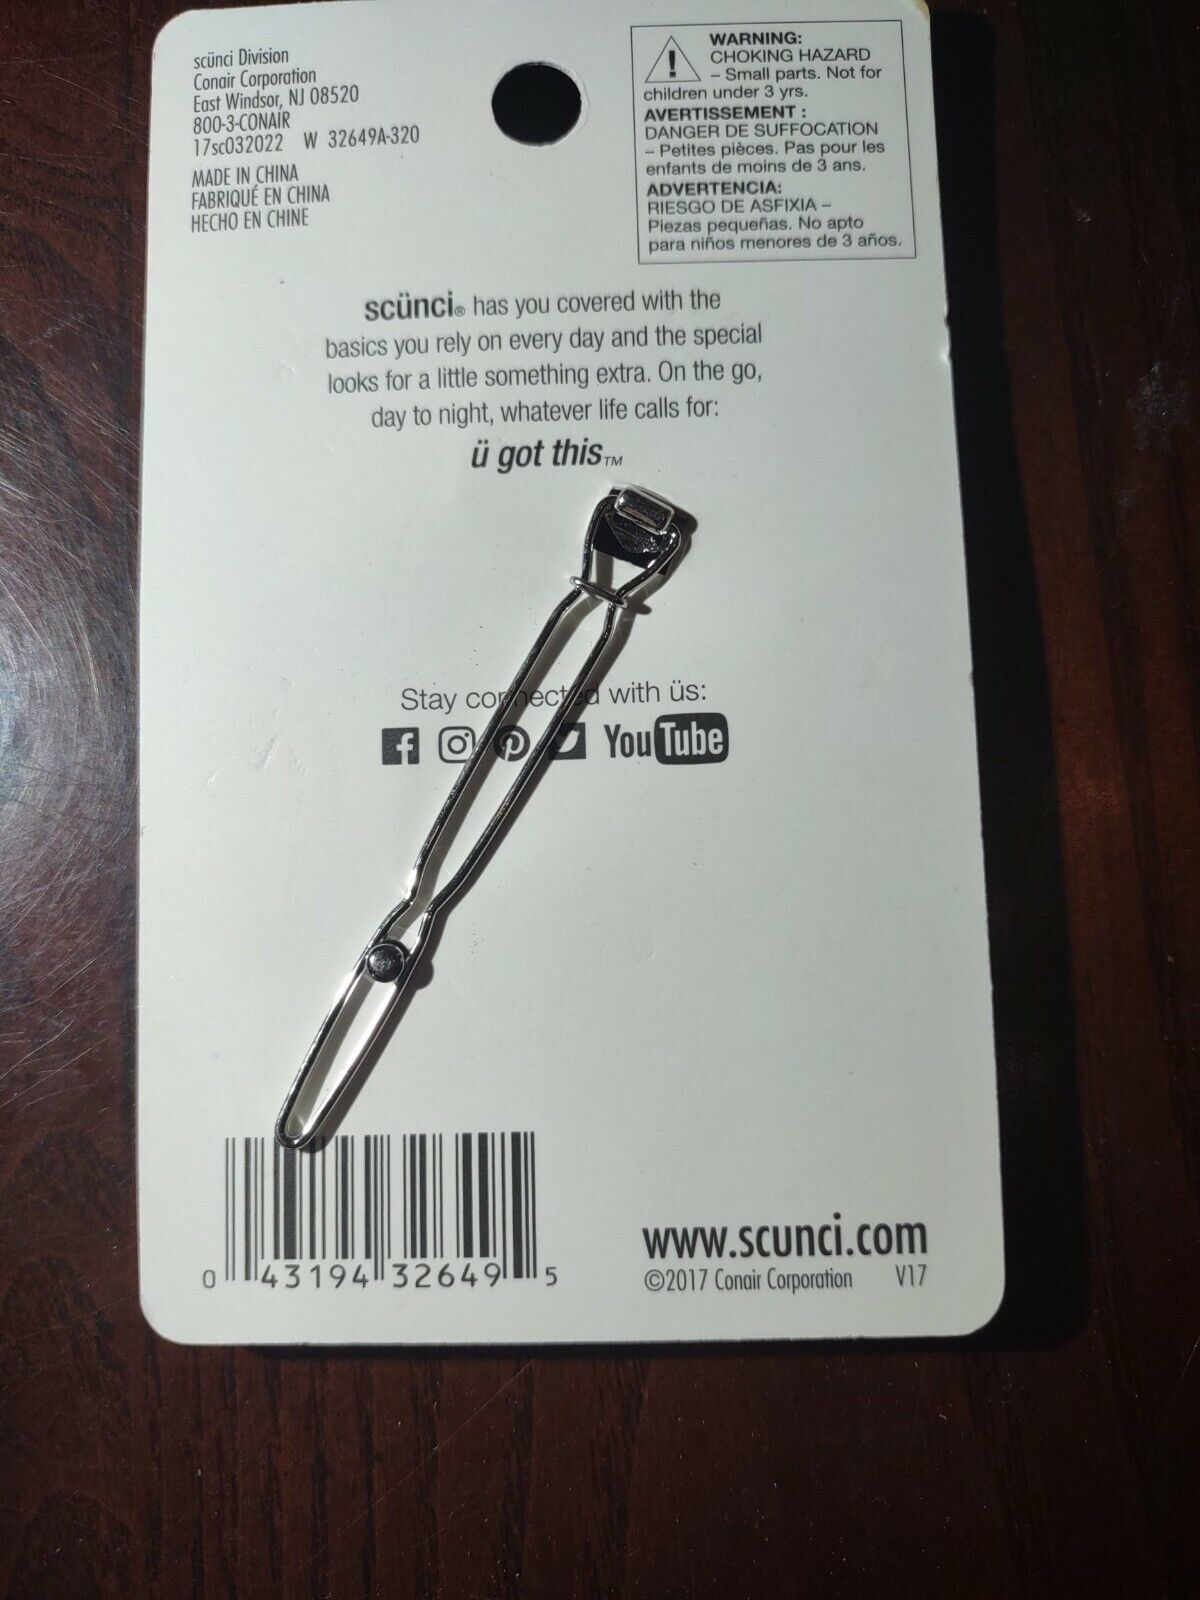 scünci Division
Conair Corporation
East Windsor, NJ 08520
800-3-CONAIR
17sc032022 W 32649A-320
MADE IN CHINA
FABRIQUÉ EN CHINA
HECHO EN CHINE
WARNING:
CHOKING HAZARD
– Small parts. Not for
children under 3 yrs.
AVERTISSEMENT :
DANGER DE SUFFOCATION
– Petites pièces. Pas pour les
enfants de moins de 3 ans.
ADVERTENCIA:
RIESGO DE ASFIXIA –
Piezas pequeñas. No apto
para niños menores de 3 años.
scünci® has you covered with the
basics you rely on every day and the special
looks for a little something extra. On the go,
day to night, whatever life calls for:
ü got this™
Stay connected with üs:
YouTube
0 43194 32649 5
www.scunci.com
©2017 Conair Corporation V17